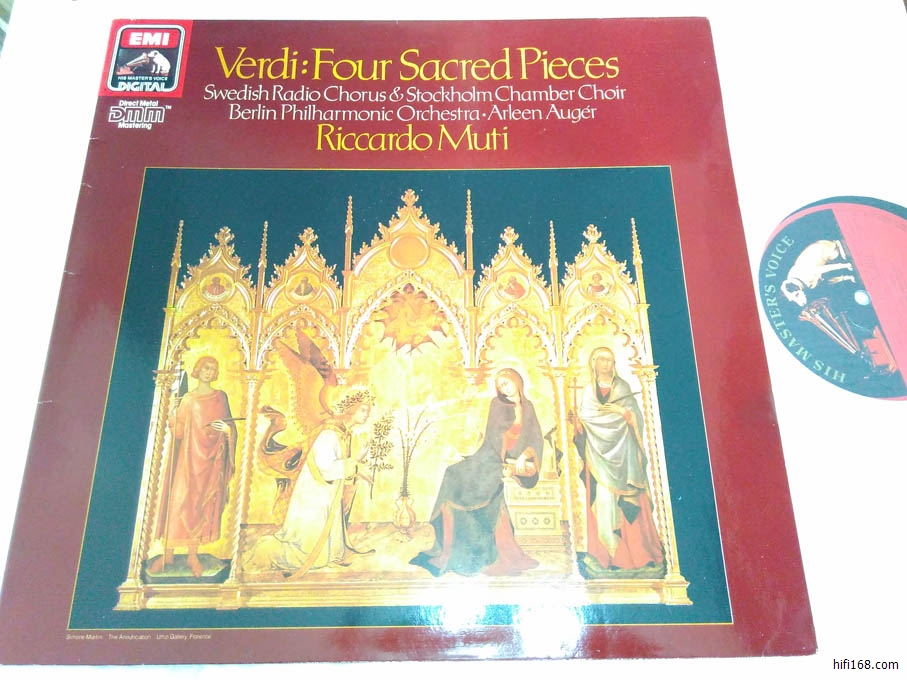 EMI
HIS MASTER'S VOICE
DIGITAL
Direct Metal
DMM™
Mastering
Verdi: Four Sacred Pieces
Swedish Radio Chorus & Stockholm Chamber Choir
Berlin Philharmonic Orchestra · Arleen Augér
Riccardo Muti
HIS MASTER'S VOICE
Simone Martini The Annunciation Uffizi Gallery, Florence
hifi168.com